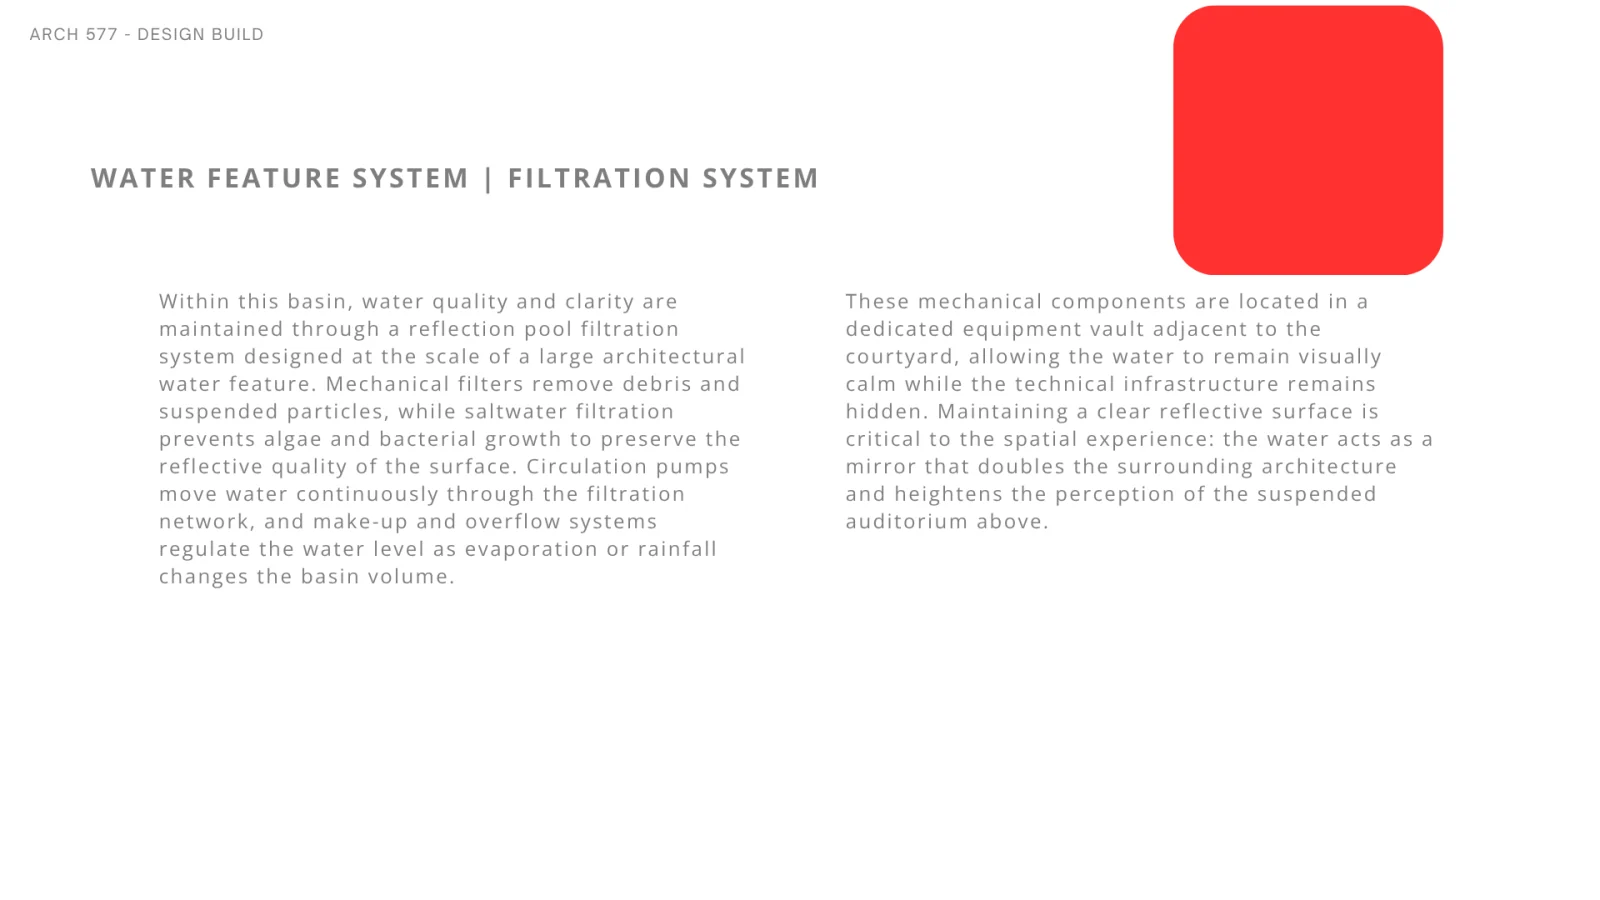 ARCH 577 - DESIGN BUILD
WATER FEATURE SYSTEM | FILTRATION SYSTEM
Within this basin, water quality and clarity are
maintained through a reflection pool filtration
system designed at the scale of a large architectural
water feature. Mechanical filters remove debris and
suspended particles, while saltwater filtration
prevents algae and bacterial growth to preserve the
reflective quality of the surface. Circulation pumps
move water continuously through the filtration
network, and make-up and overflow systems
regulate the water level as evaporation or rainfall
changes the basin volume.
These mechanical components are located in a
dedicated equipment vault adjacent to the
courtyard, allowing the water to remain visually
calm while the technical infrastructure remains
hidden. Maintaining a clear reflective surface is
critical to the spatial experience: the water acts as a
mirror that doubles the surrounding architecture
and heightens the perception of the suspended
auditorium above.